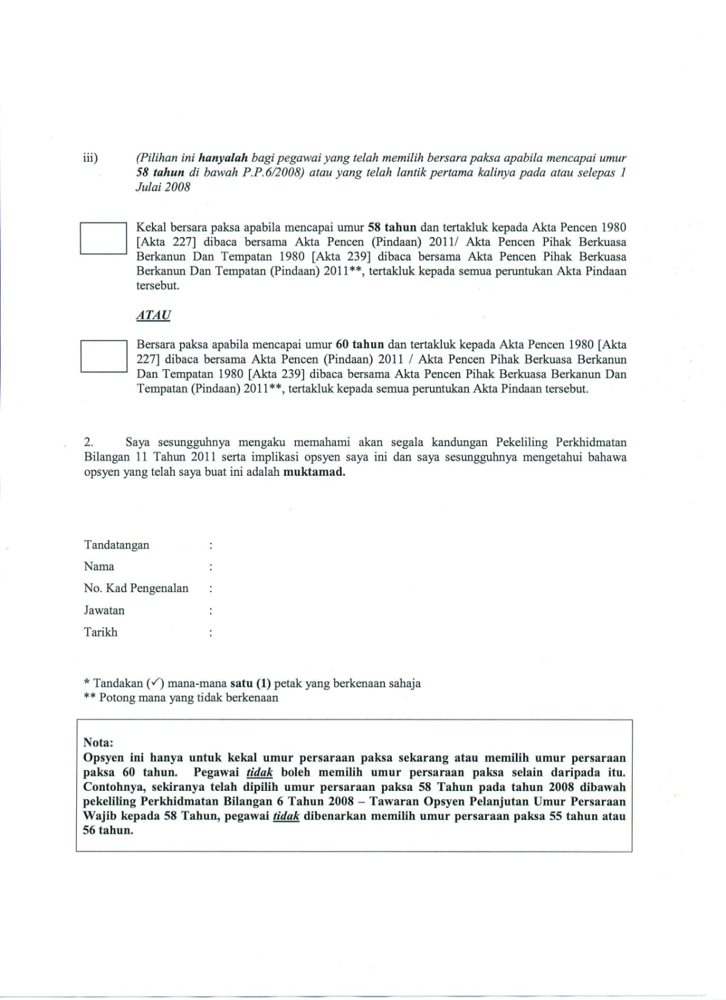 iii) (Pilihan ini hanyalah bagi pegawai yang telah memilih bersara paksa apabila mencapai umur
58 tahun di bawah P.P.6/2008) atau yang telah lantik pertama kalinya pada atau selepas 1
Julai 2008
Kekal bersara paksa apabila mencapai umur 58 tahun dan tertakluk kepada Akta Pencen 1980
[Akta 227] dibaca bersama Akta Pencen (Pindaan) 2011/ Akta Pencen Pihak Berkuasa
Berkanun Dan Tempatan 1980 [Akta 239] dibaca bersama Akta Pencen Pihak Berkuasa
Berkanun Dan Tempatan (Pindaan) 2011**, tertakluk kepada semua peruntukan Akta Pindaan
tersebut.
ATAU
Bersara paksa apabila mencapai umur 60 tahun dan tertakluk kepada Akta Pencen 1980 [Akta
227] dibaca bersama Akta Pencen (Pindaan) 2011 / Akta Pencen Pihak Berkuasa Berkanun
Dan Tempatan 1980 [Akta 239] dibaca bersama Akta Pencen Pihak Berkuasa Berkanun Dan
Tempatan (Pindaan) 2011**, tertakluk kepada semua peruntukan Akta Pindaan tersebut.
2. Saya sesungguhnya mengaku memahami akan segala kandungan Pekeliling Perkhidmatan
Bilangan 11 Tahun 2011 serta implikasi opsyen saya ini dan saya sesungguhnya mengetahui bahawa
opsyen yang telah saya buat ini adalah muktamad.
Tandatangan :
Nama :
No. Kad Pengenalan :
Jawatan :
Tarikh :
* Tandakan (✓) mana-mana satu (1) petak yang berkenaan sahaja
** Potong mana yang tidak berkenaan
Nota:
Opsyen ini hanya untuk kekal umur persaraan paksa sekarang atau memilih umur persaraan
paksa 60 tahun. Pegawai tidak boleh memilih umur persaraan paksa selain daripada itu.
Contohnya, sekiranya telah dipilih umur persaraan paksa 58 Tahun pada tahun 2008 dibawah
pekeliling Perkhidmatan Bilangan 6 Tahun 2008 – Tawaran Opsyen Pelanjutan Umur Persaraan
Wajib kepada 58 Tahun, pegawai tidak dibenarkan memilih umur persaraan paksa 55 tahun atau
56 tahun.